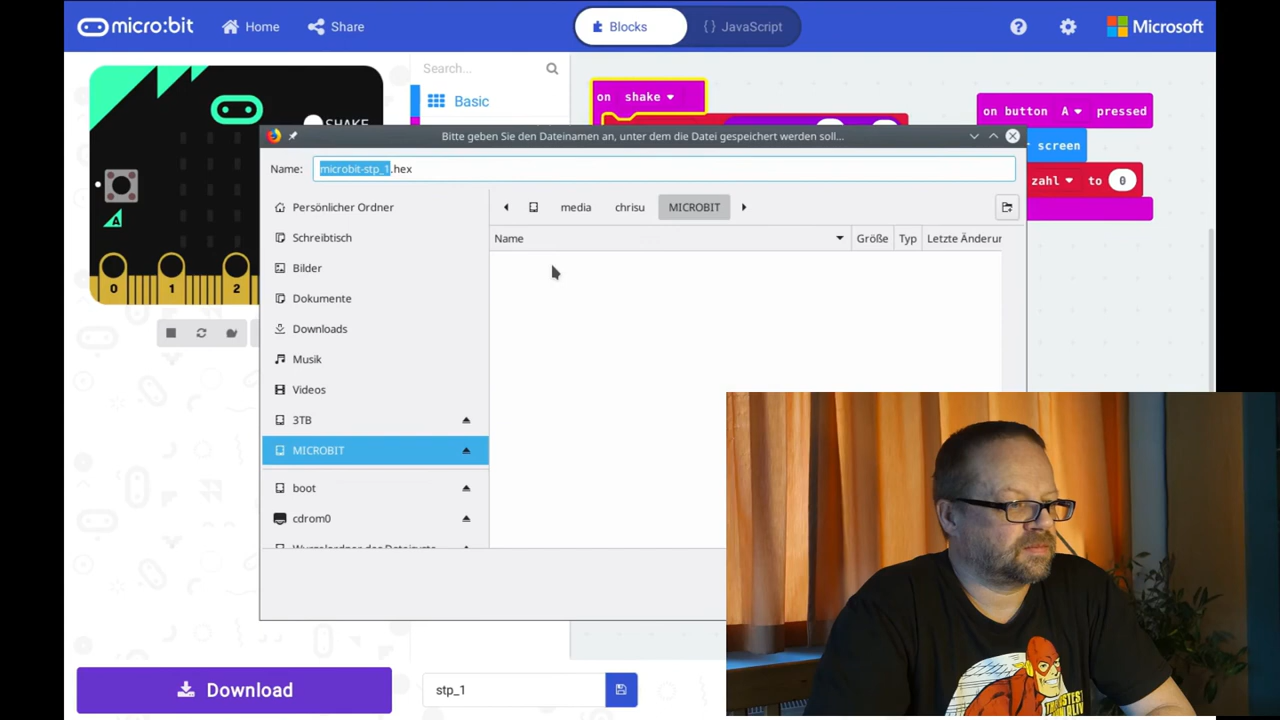 micro:bit
Home
Share
Blocks
{ } JavaScript
?
Microsoft
Search...
Basic
SHAKE
A
0 1 2
on shake
on button A pressed
screen
zahl to 0
Bitte geben Sie den Dateinamen an, unter dem die Datei gespeichert werden soll...
Name: microbit-stp_1.hex
Persönlicher Ordner
Schreibtisch
Bilder
Dokumente
Downloads
Musik
Videos
3TB
MICROBIT
boot
cdrom0
media chrisu MICROBIT
Name Größe Typ Letzte Änderur
Download
stp_1